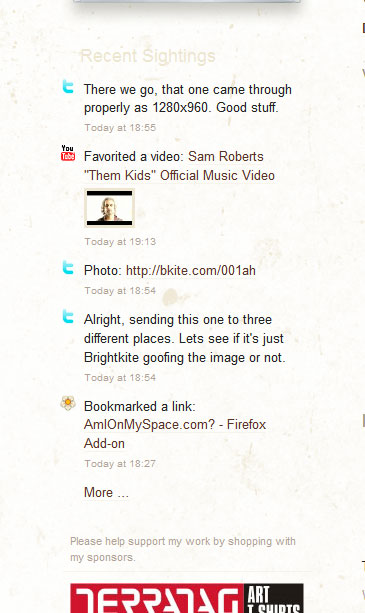 Recent Sightings
There we go, that one came through
properly as 1280x960. Good stuff.
Today at 18:55
You
Tube
Favorited a video: Sam Roberts
"Them Kids" Official Music Video
Today at 19:13
Photo: http://bkite.com/001ah
Today at 18:54
Alright, sending this one to three
different places. Lets see if it's just
Brightkite goofing the image or not.
Today at 18:54
Bookmarked a link:
AmIOnMySpace.com? - Firefox
Add-on
Today at 18:27
More ...
Please help support my work by shopping with
my sponsors.
TERRATAG ART
T-SHIRTS